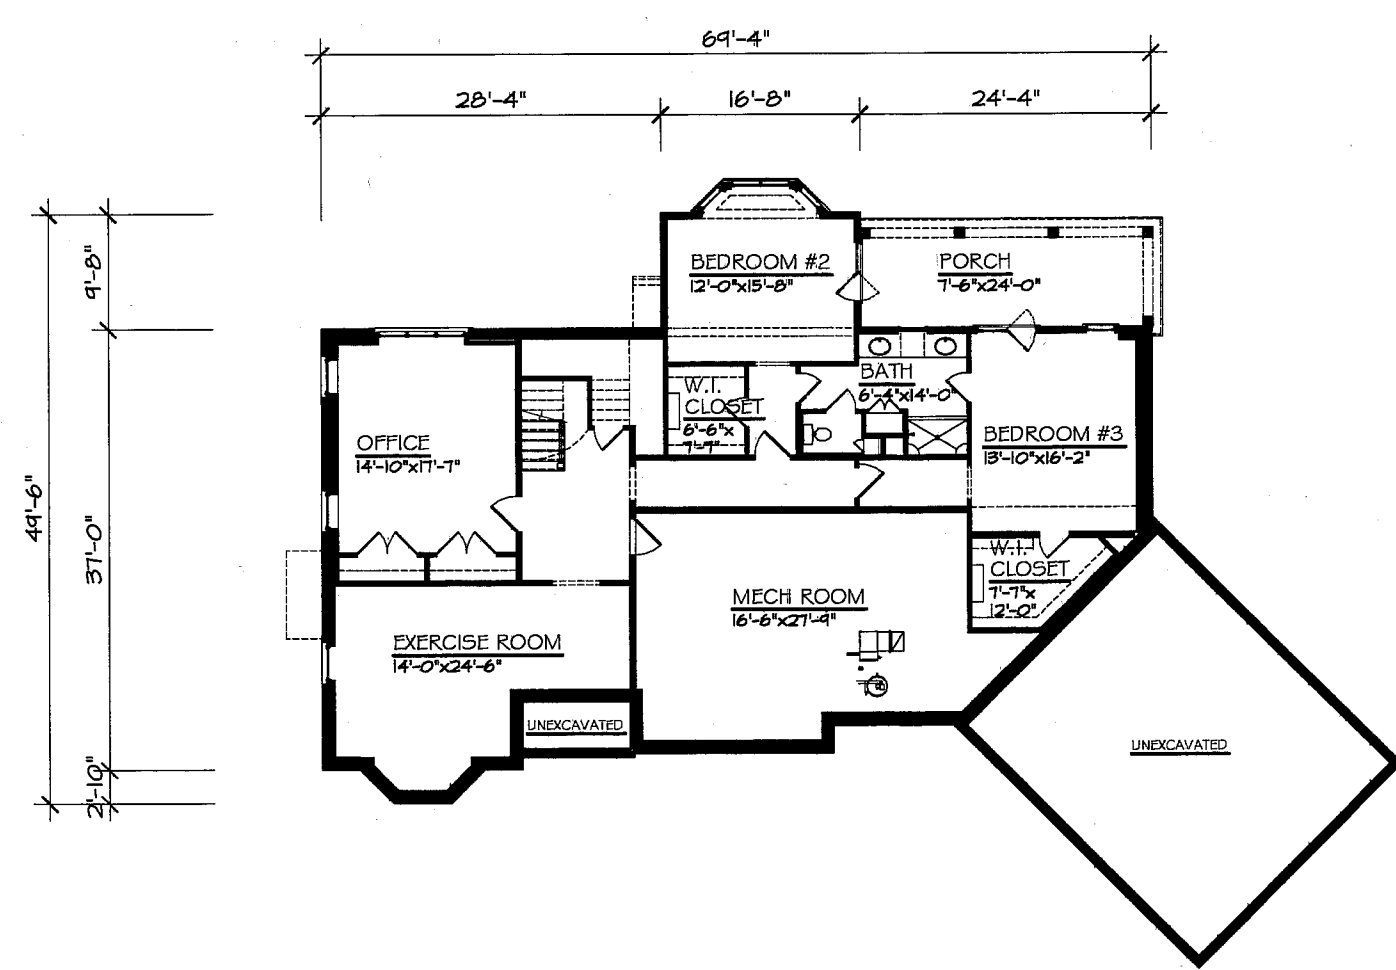 69'-4"
28'-4"
16'-8"
24'-4"
9'-8"
49'-6"
37'-0"
2'-10"
BEDROOM #2
12'-0"x15'-8"
PORCH
7'-6"x24'-0"
W.I.
CLOSET
6'-6"x
7'-7"
BATH
6'-4"x14'-0"
OFFICE
14'-10"x17'-7"
BEDROOM #3
13'-10"x16'-2"
W.I.
CLOSET
7'-7"x
12'-0"
MECH ROOM
16'-6"x27'-9"
EXERCISE ROOM
14'-0"x24'-6"
UNEXCAVATED
UNEXCAVATED